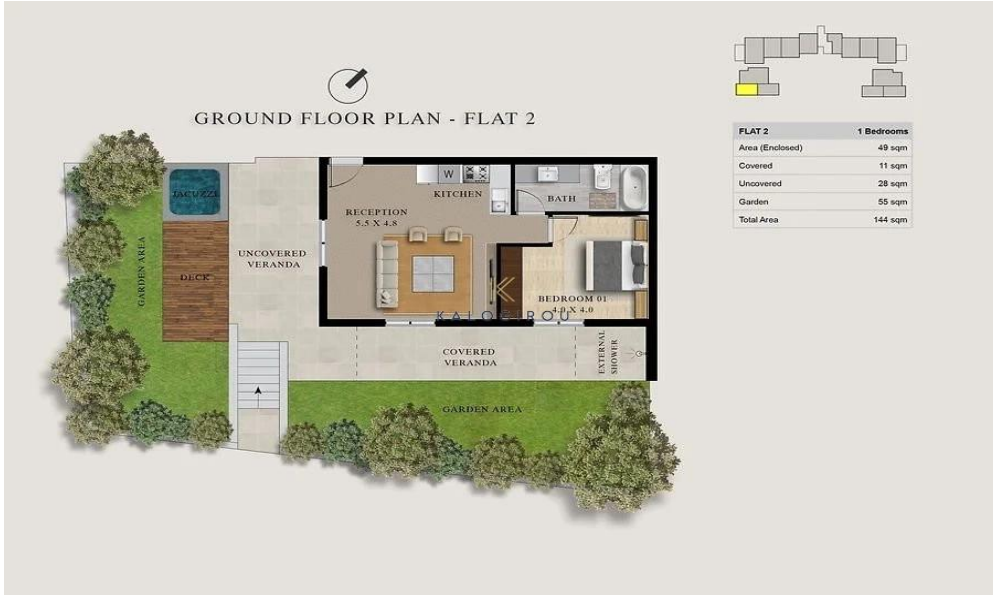 GROUND FLOOR PLAN - FLAT 2
FLAT 2 1 Bedrooms
Area (Enclosed) 49 sqm
Covered 11 sqm
Uncovered 28 sqm
Garden 55 sqm
Total Area 144 sqm
JACUZZI
DECK
GARDEN AREA
UNCOVERED
VERANDA
RECEPTION
5.5 X 4.8
W
KITCHEN
BATH
BEDROOM 01
4.0 X 4.0
KALOGIROU
COVERED
VERANDA
EXTERNAL
SHOWER
GARDEN AREA